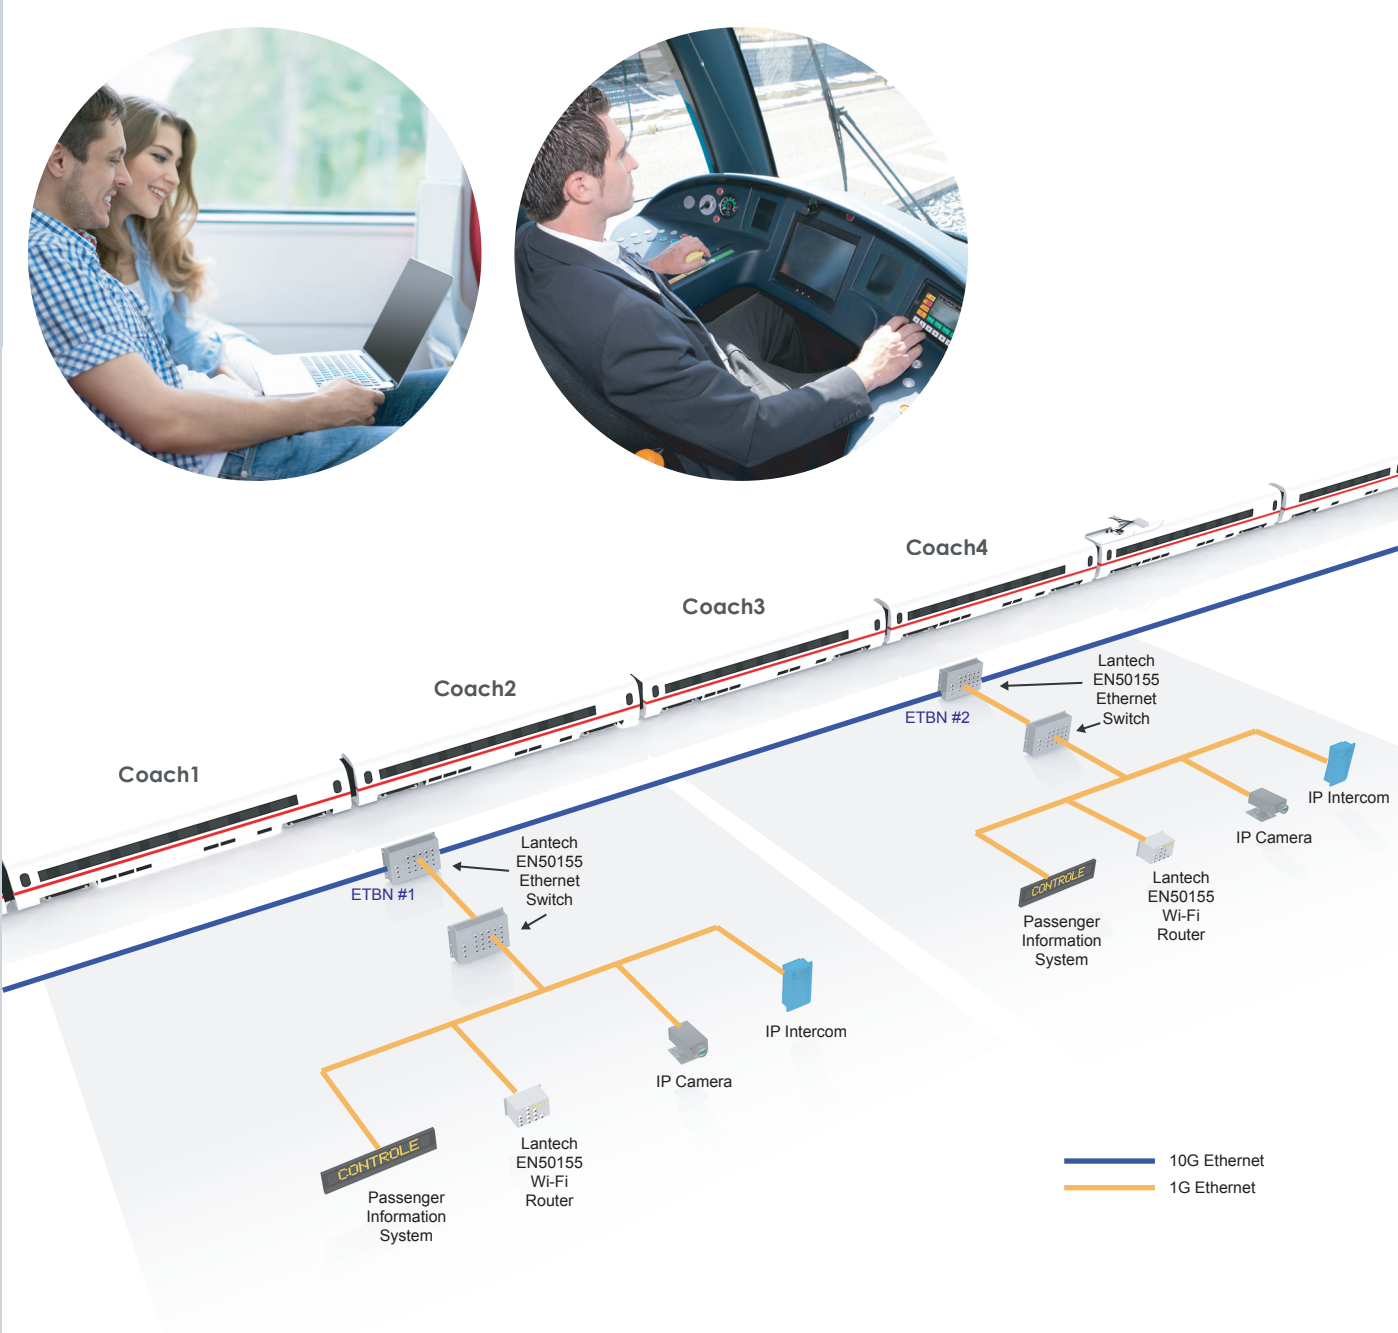 Coach4
Coach3
Coach2
Coach1
Lantech
EN50155
Ethernet
Switch
ETBN #2
IP Intercom
IP Camera
Lantech
EN50155
Wi-Fi
Router
CONTROLE
Passenger
Information
System
Lantech
EN50155
Ethernet
Switch
ETBN #1
IP Intercom
IP Camera
Lantech
EN50155
Wi-Fi
Router
CONTROLE
Passenger
Information
System
10G Ethernet
1G Ethernet